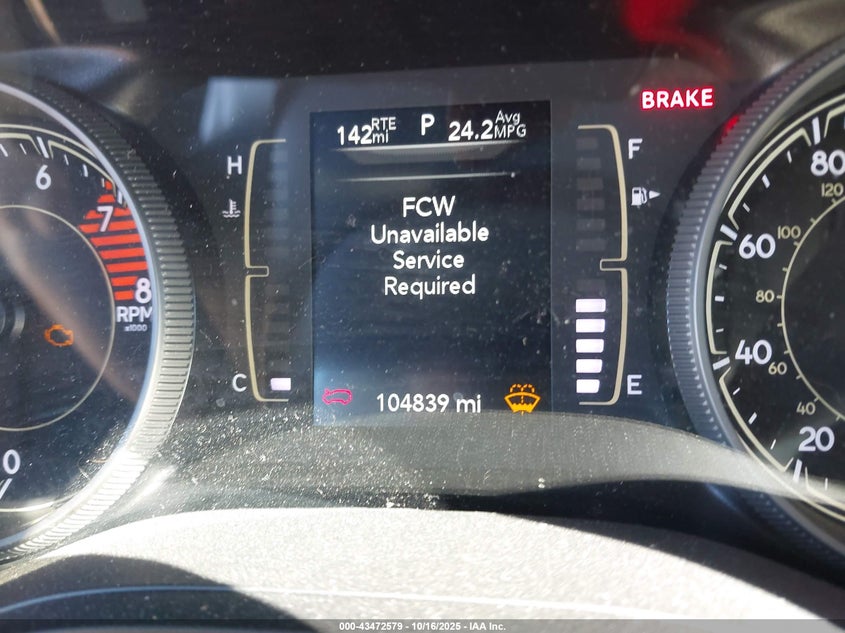 BRAKE
142 RTE mi P 24.2 Avg MPG
H
F
FCW
Unavailable
Service
Required
C
E
104839 mi
6
7
8
RPM
x1000
0
80
120
60
100
80
40
60
40
20
000-43472579 - 10/16/2025 - IAA Inc.